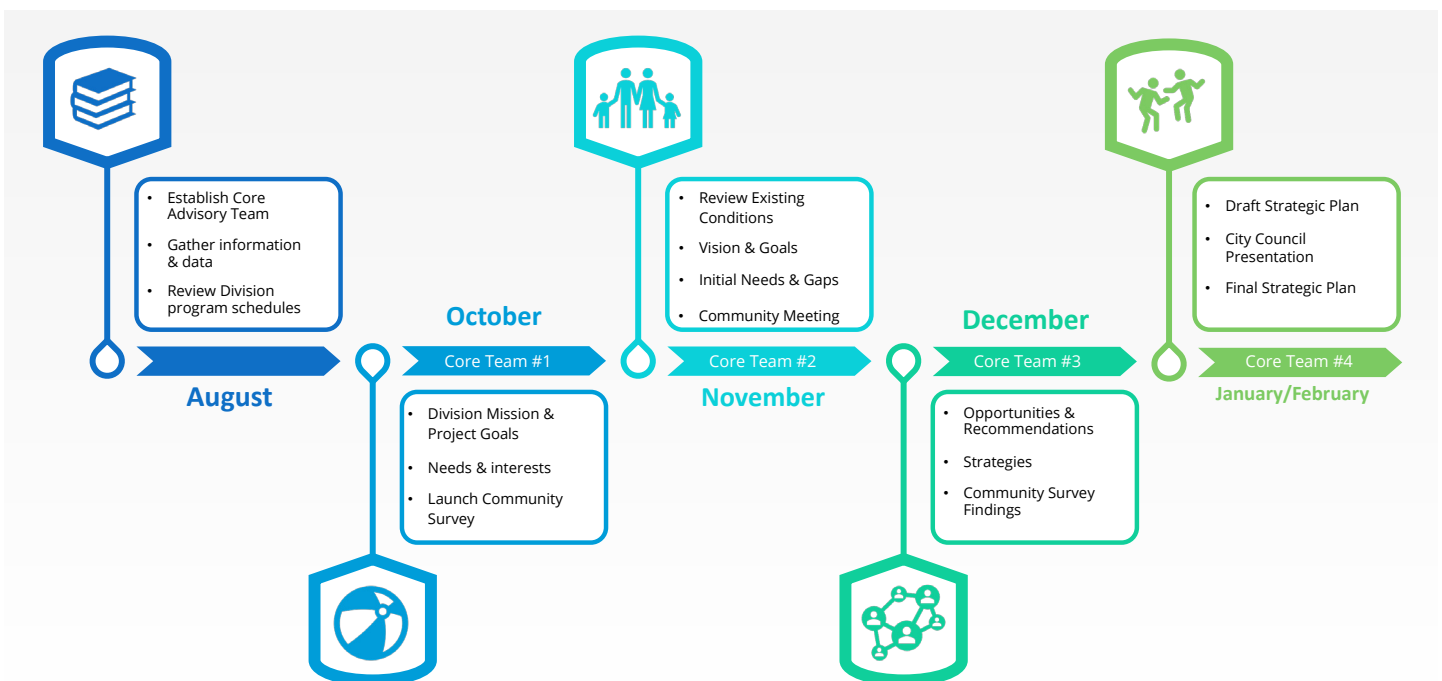 • Establish Core
Advisory Team
• Gather information
& data
• Review Division
program schedules
August
October
Core Team #1
• Division Mission &
Project Goals
• Needs & interests
• Launch Community
Survey
• Review Existing
Conditions
• Vision & Goals
• Initial Needs & Gaps
• Community Meeting
Core Team #2
November
December
Core Team #3
• Opportunities &
Recommendations
• Strategies
• Community Survey
Findings
• Draft Strategic Plan
• City Council
Presentation
• Final Strategic Plan
Core Team #4
January/February